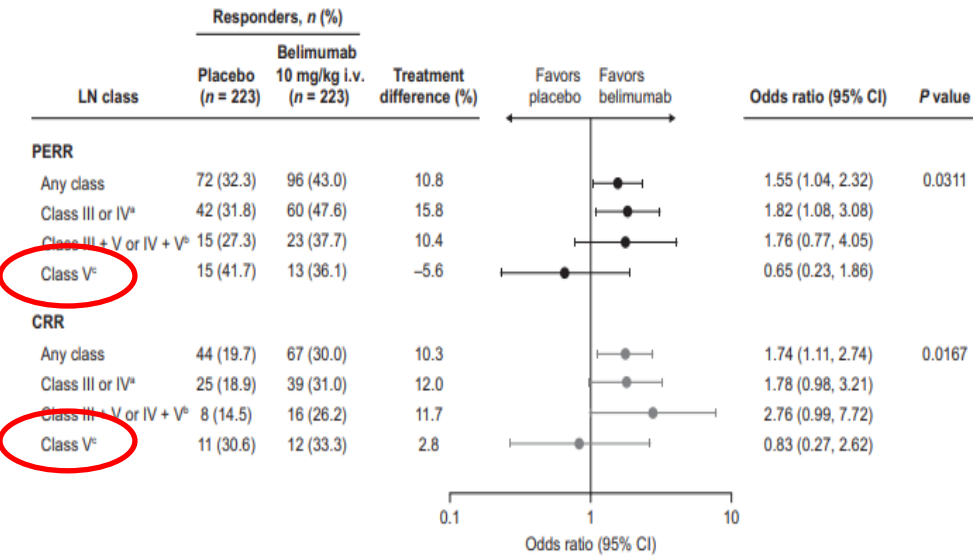 Responders, n (%)
LN class Placebo (n = 223) Belimumab 10 mg/kg i.v. (n = 223) Treatment difference (%) Favors placebo Favors belimumab Odds ratio (95% CI) P value
PERR
Any class 72 (32.3) 96 (43.0) 10.8 1.55 (1.04, 2.32) 0.0311
Class III or IVᵃ 42 (31.8) 60 (47.6) 15.8 1.82 (1.08, 3.08)
Class III + V or IV + Vᵇ 15 (27.3) 23 (37.7) 10.4 1.76 (0.77, 4.05)
Class Vᶜ 15 (41.7) 13 (36.1) –5.6 0.65 (0.23, 1.86)
CRR
Any class 44 (19.7) 67 (30.0) 10.3 1.74 (1.11, 2.74) 0.0167
Class III or IVᵃ 25 (18.9) 39 (31.0) 12.0 1.78 (0.98, 3.21)
Class III + V or IV + Vᵇ 8 (14.5) 16 (26.2) 11.7 2.76 (0.99, 7.72)
Class Vᶜ 11 (30.6) 12 (33.3) 2.8 0.83 (0.27, 2.62)
0.1 1 10
Odds ratio (95% CI)